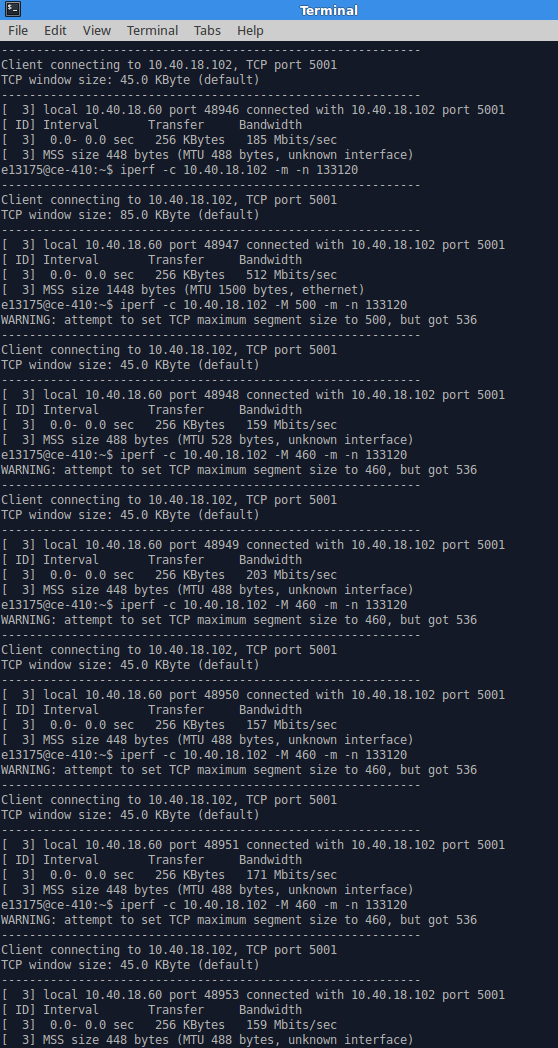 Terminal
File Edit View Terminal Tabs Help
------------------------------------------------------------
Client connecting to 10.40.18.102, TCP port 5001
TCP window size: 45.0 KByte (default)
------------------------------------------------------------
[  3] local 10.40.18.60 port 48946 connected with 10.40.18.102 port 5001
[ ID] Interval       Transfer     Bandwidth
[  3]  0.0- 0.0 sec   256 KBytes   185 Mbits/sec
[  3] MSS size 448 bytes (MTU 488 bytes, unknown interface)
e13175@ce-410:~$ iperf -c 10.40.18.102 -m -n 133120
------------------------------------------------------------
Client connecting to 10.40.18.102, TCP port 5001
TCP window size: 85.0 KByte (default)
------------------------------------------------------------
[  3] local 10.40.18.60 port 48947 connected with 10.40.18.102 port 5001
[ ID] Interval       Transfer     Bandwidth
[  3]  0.0- 0.0 sec   256 KBytes   512 Mbits/sec
[  3] MSS size 1448 bytes (MTU 1500 bytes, ethernet)
e13175@ce-410:~$ iperf -c 10.40.18.102 -M 500 -m -n 133120
WARNING: attempt to set TCP maximum segment size to 500, but got 536
------------------------------------------------------------
Client connecting to 10.40.18.102, TCP port 5001
TCP window size: 45.0 KByte (default)
------------------------------------------------------------
[  3] local 10.40.18.60 port 48948 connected with 10.40.18.102 port 5001
[ ID] Interval       Transfer     Bandwidth
[  3]  0.0- 0.0 sec   256 KBytes   159 Mbits/sec
[  3] MSS size 488 bytes (MTU 528 bytes, unknown interface)
e13175@ce-410:~$ iperf -c 10.40.18.102 -M 460 -m -n 133120
WARNING: attempt to set TCP maximum segment size to 460, but got 536
------------------------------------------------------------
Client connecting to 10.40.18.102, TCP port 5001
TCP window size: 45.0 KByte (default)
------------------------------------------------------------
[  3] local 10.40.18.60 port 48949 connected with 10.40.18.102 port 5001
[ ID] Interval       Transfer     Bandwidth
[  3]  0.0- 0.0 sec   256 KBytes   203 Mbits/sec
[  3] MSS size 448 bytes (MTU 488 bytes, unknown interface)
e13175@ce-410:~$ iperf -c 10.40.18.102 -M 460 -m -n 133120
WARNING: attempt to set TCP maximum segment size to 460, but got 536
------------------------------------------------------------
Client connecting to 10.40.18.102, TCP port 5001
TCP window size: 45.0 KByte (default)
------------------------------------------------------------
[  3] local 10.40.18.60 port 48950 connected with 10.40.18.102 port 5001
[ ID] Interval       Transfer     Bandwidth
[  3]  0.0- 0.0 sec   256 KBytes   157 Mbits/sec
[  3] MSS size 448 bytes (MTU 488 bytes, unknown interface)
e13175@ce-410:~$ iperf -c 10.40.18.102 -M 460 -m -n 133120
WARNING: attempt to set TCP maximum segment size to 460, but got 536
------------------------------------------------------------
Client connecting to 10.40.18.102, TCP port 5001
TCP window size: 45.0 KByte (default)
------------------------------------------------------------
[  3] local 10.40.18.60 port 48951 connected with 10.40.18.102 port 5001
[ ID] Interval       Transfer     Bandwidth
[  3]  0.0- 0.0 sec   256 KBytes   171 Mbits/sec
[  3] MSS size 448 bytes (MTU 488 bytes, unknown interface)
e13175@ce-410:~$ iperf -c 10.40.18.102 -M 460 -m -n 133120
WARNING: attempt to set TCP maximum segment size to 460, but got 536
------------------------------------------------------------
Client connecting to 10.40.18.102, TCP port 5001
TCP window size: 45.0 KByte (default)
------------------------------------------------------------
[  3] local 10.40.18.60 port 48953 connected with 10.40.18.102 port 5001
[ ID] Interval       Transfer     Bandwidth
[  3]  0.0- 0.0 sec   256 KBytes   159 Mbits/sec
[  3] MSS size 448 bytes (MTU 488 bytes, unknown interface)